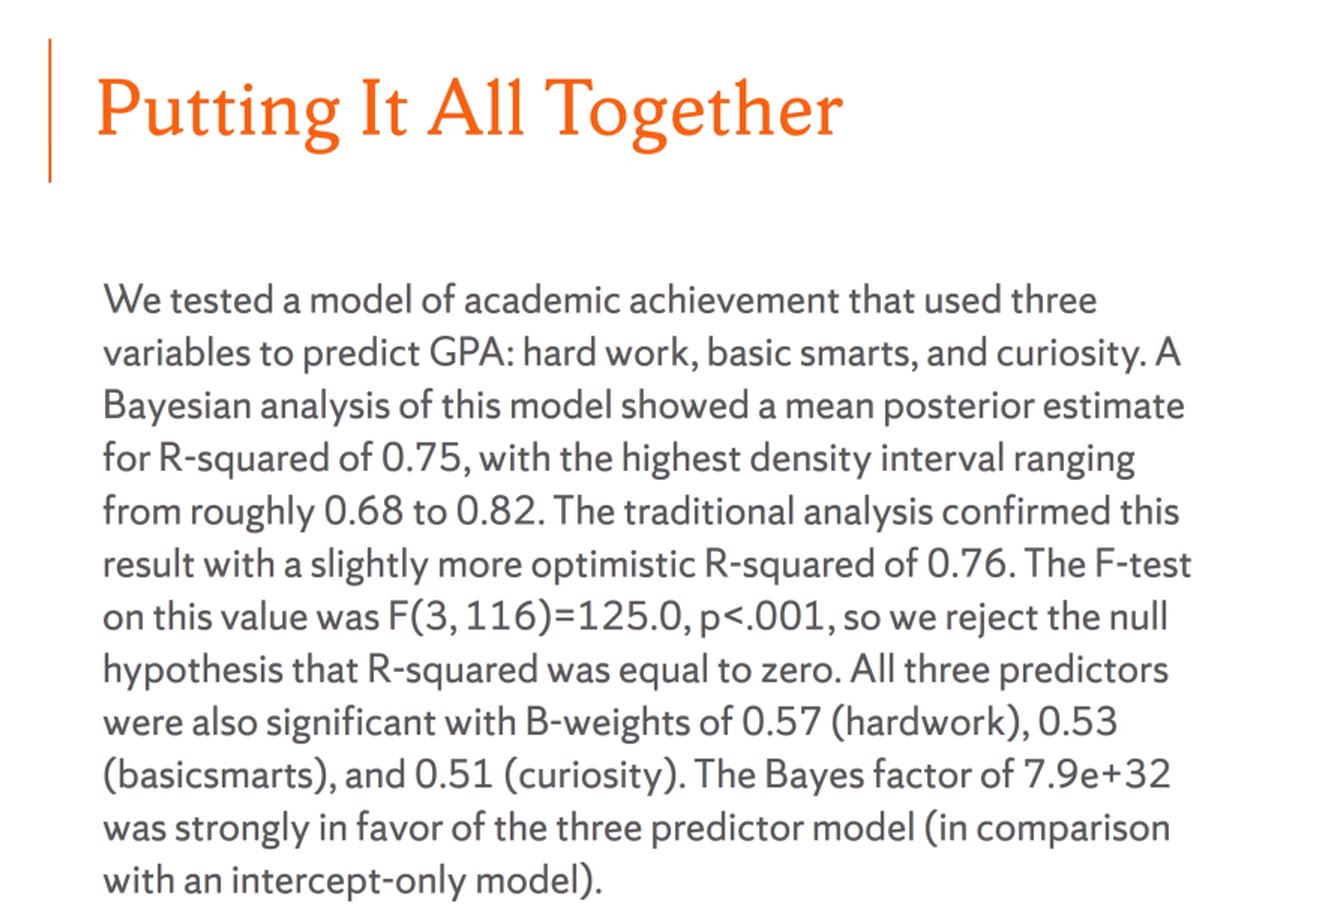 Putting It All Together
We tested a model of academic achievement that used three
variables to predict GPA: hard work, basic smarts, and curiosity. A
Bayesian analysis of this model showed a mean posterior estimate
for R-squared of 0.75, with the highest density interval ranging
from roughly 0.68 to 0.82. The traditional analysis confirmed this
result with a slightly more optimistic R-squared of 0.76. The F-test
on this value was F(3, 116)=125.0, p<.001, so we reject the null
hypothesis that R-squared was equal to zero. All three predictors
were also significant with B-weights of 0.57 (hardwork), 0.53
(basicsmarts), and 0.51 (curiosity). The Bayes factor of 7.9e+32
was strongly in favor of the three predictor model (in comparison
with an intercept-only model).